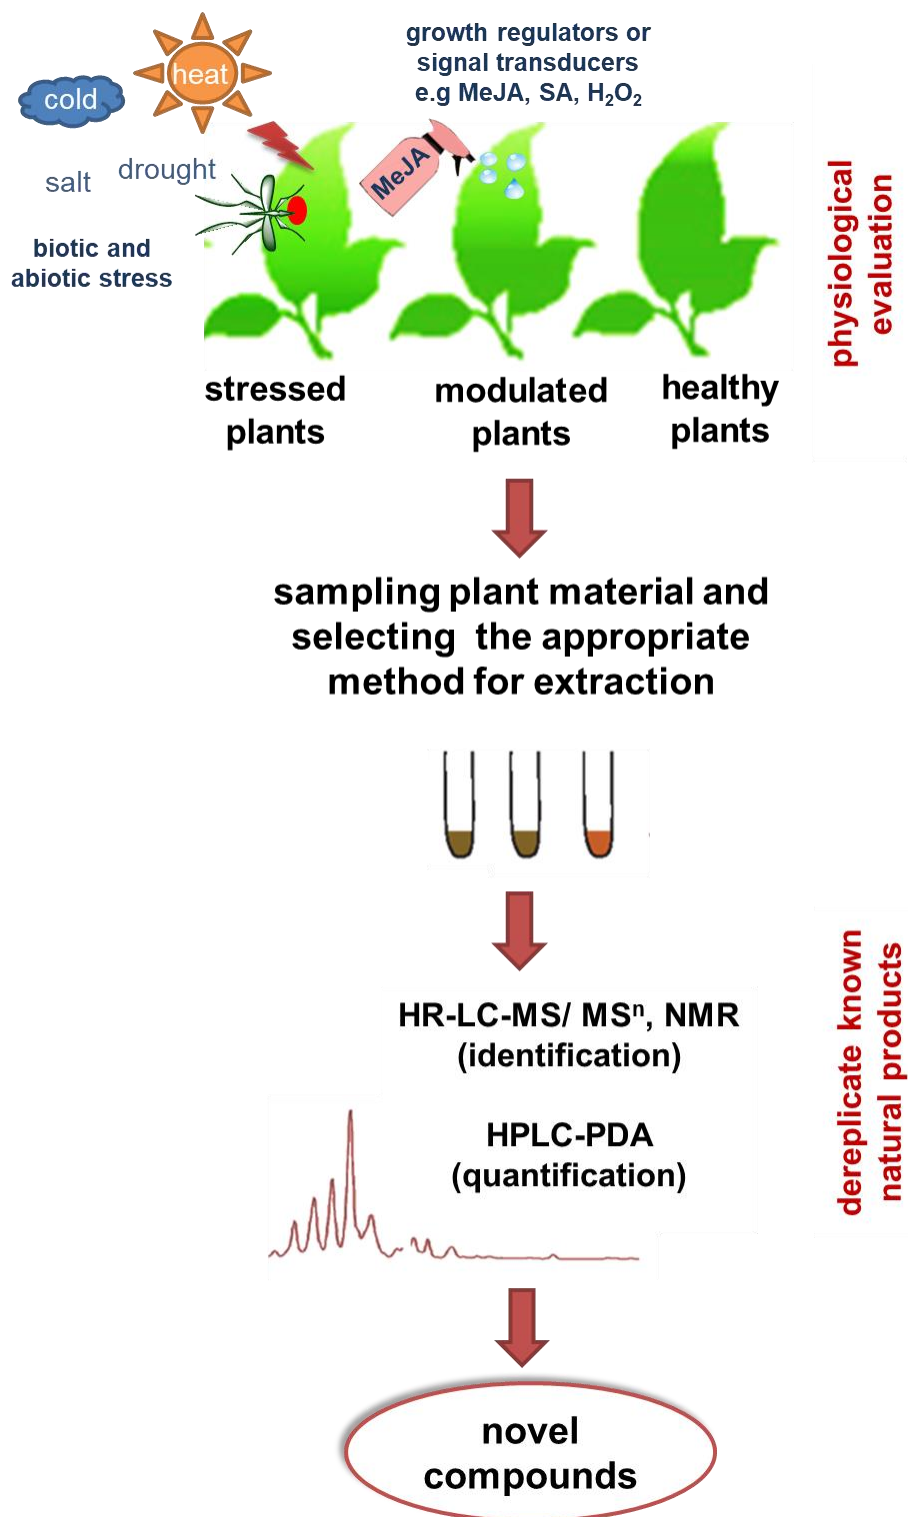 growth regulators or
signal transducers
e.g MeJA, SA, H₂O₂
heat
cold
salt
drought
MeJA
biotic and
abiotic stress
physiological
evaluation
stressed
plants
modulated
plants
healthy
plants
sampling plant material and
selecting the appropriate
method for extraction
HR-LC-MS/ MSⁿ, NMR
(identification)
HPLC-PDA
(quantification)
dereplicate known
natural products
novel
compounds